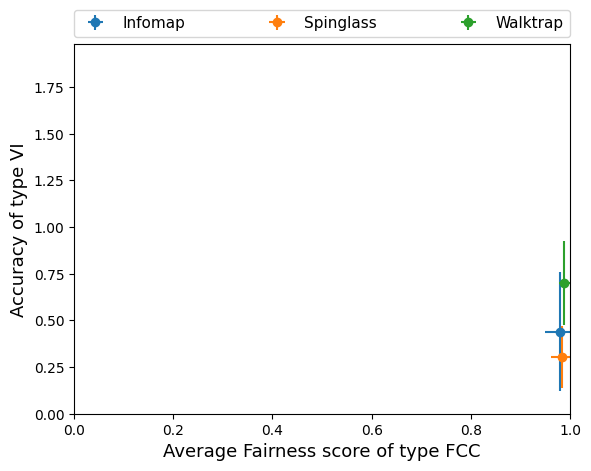 Infomap Spinglass Walktrap
Accuracy of type VI
1.75
1.50
1.25
1.00
0.75
0.50
0.25
0.00
0.0 0.2 0.4 0.6 0.8 1.0
Average Fairness score of type FCC